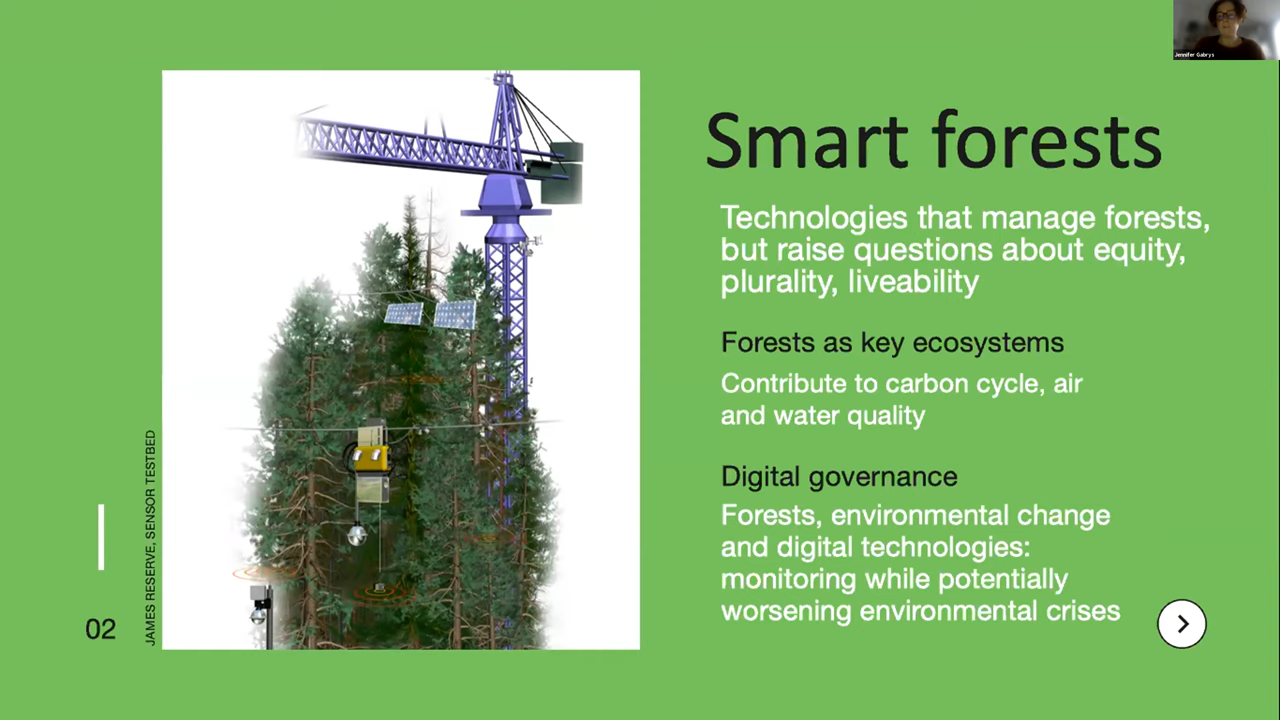 Jennifer Gabrys
Smart forests
Technologies that manage forests,
but raise questions about equity,
plurality, liveability
Forests as key ecosystems
Contribute to carbon cycle, air
and water quality
Digital governance
Forests, environmental change
and digital technologies:
monitoring while potentially
worsening environmental crises
JAMES RESERVE, SENSOR TESTBED
02